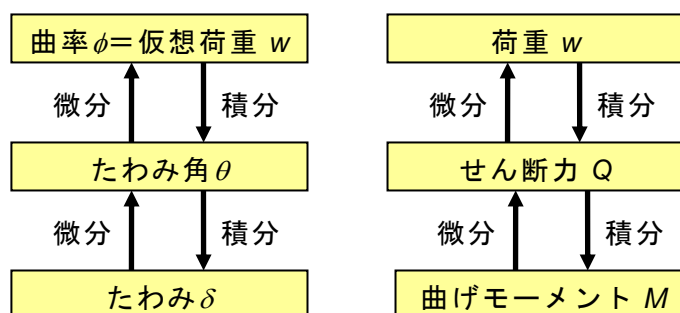 曲率φ＝仮想荷重 w
微分 積分
たわみ角θ
微分 積分
たわみδ
荷重 w
微分 積分
せん断力 Q
微分 積分
曲げモーメント M